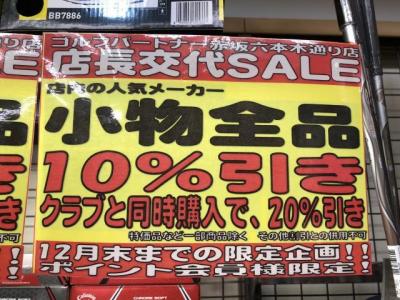 BB7886
ゴルフパートナー 赤坂六本木通り店
店長交代SALE
店内の人気メーカー
小物全品
10%引き
クラブと同時購入で、20%引き
特価品など一部商品除く その他割引との併用不可
12月末までの限定企画!!
ポイント会員様限定!!